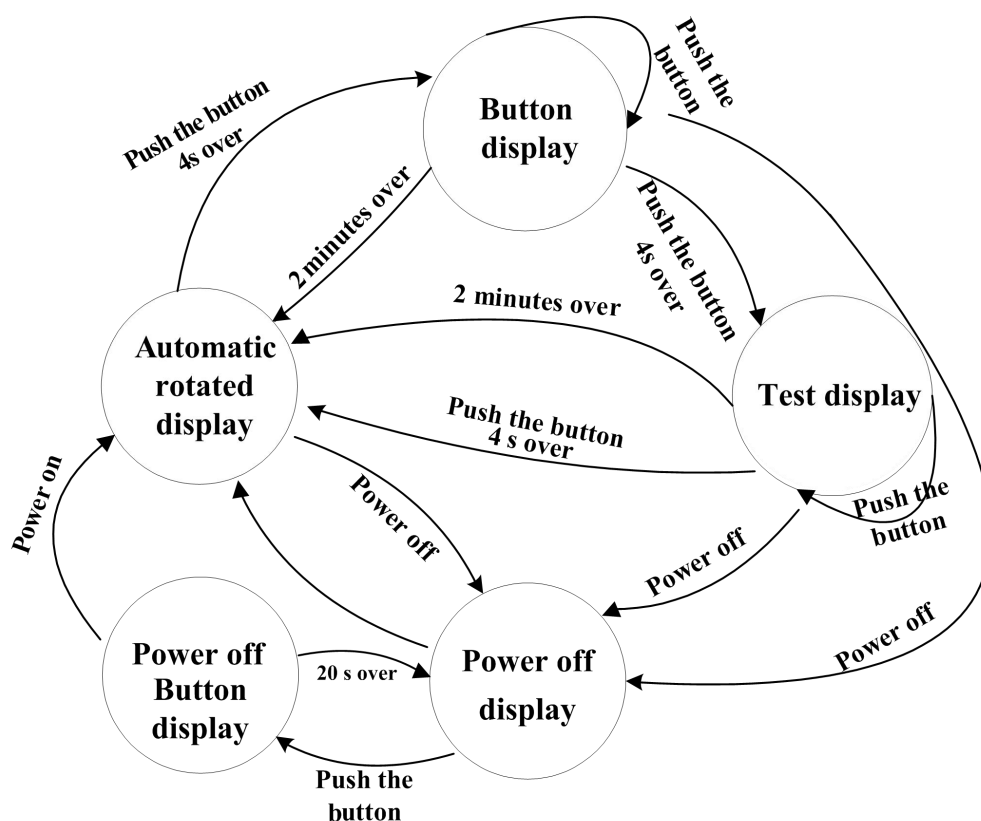 Push the
button
Button
display
Push the button
4s over
2 minutes over
Push the button
4s over
2 minutes over
Automatic
rotated
display
Test display
Push the button
4 s over
Power on
Power off
Push the
button
Power off
Power off
Power off
Button
display
20 s over
Power off
display
Push the
button